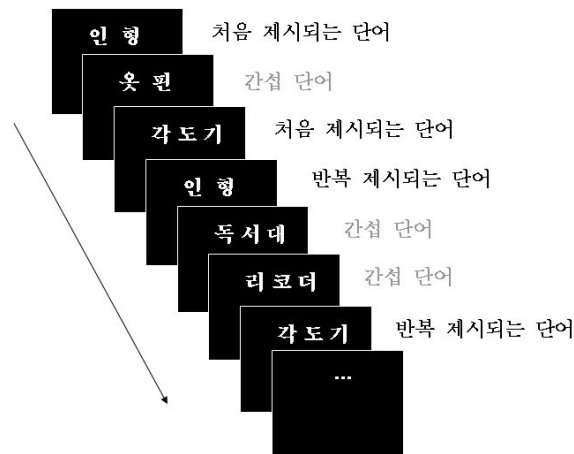 인 형 처음 제시되는 단어
옷 핀 간섭 단어
각 도 기 처음 제시되는 단어
인 형 반복 제시되는 단어
독 서 대 간섭 단어
리 코 더 간섭 단어
각 도 기 반복 제시되는 단어
...